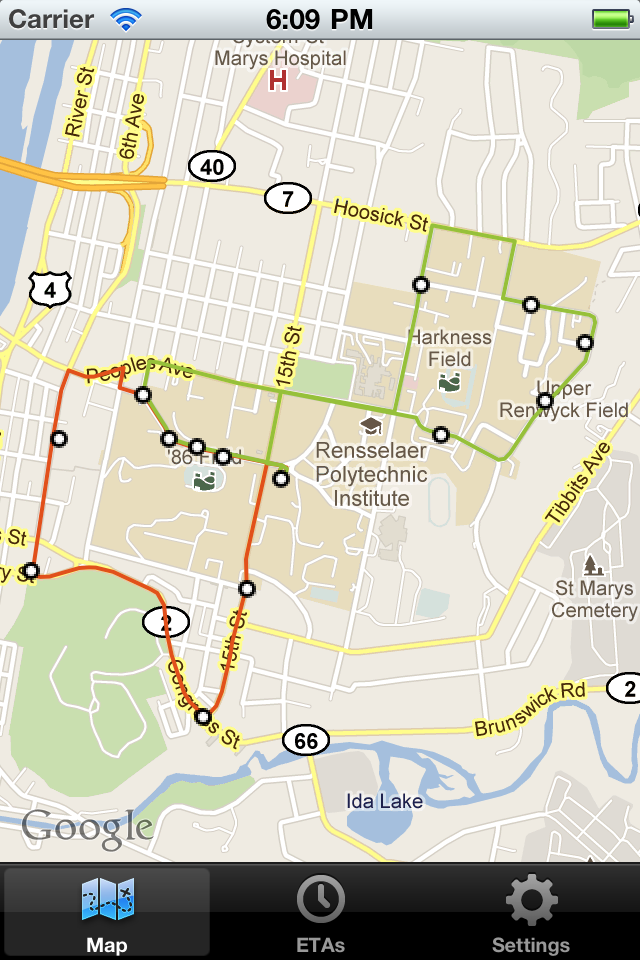 Carrier
6:09 PM
System St
Marys Hospital
H
River St
6th Ave
40
7
Hoosick St
4
15th St
Harkness
Field
Peoples Ave
Upper
Renwyck Field
'86 Field
Rensselaer
Polytechnic
Institute
Tibbits Ave
s St
ry St
St Marys
Cemetery
2
15th St
Congress St
2
Brunswick Rd
66
Ida Lake
Google
Map
ETAs
Settings